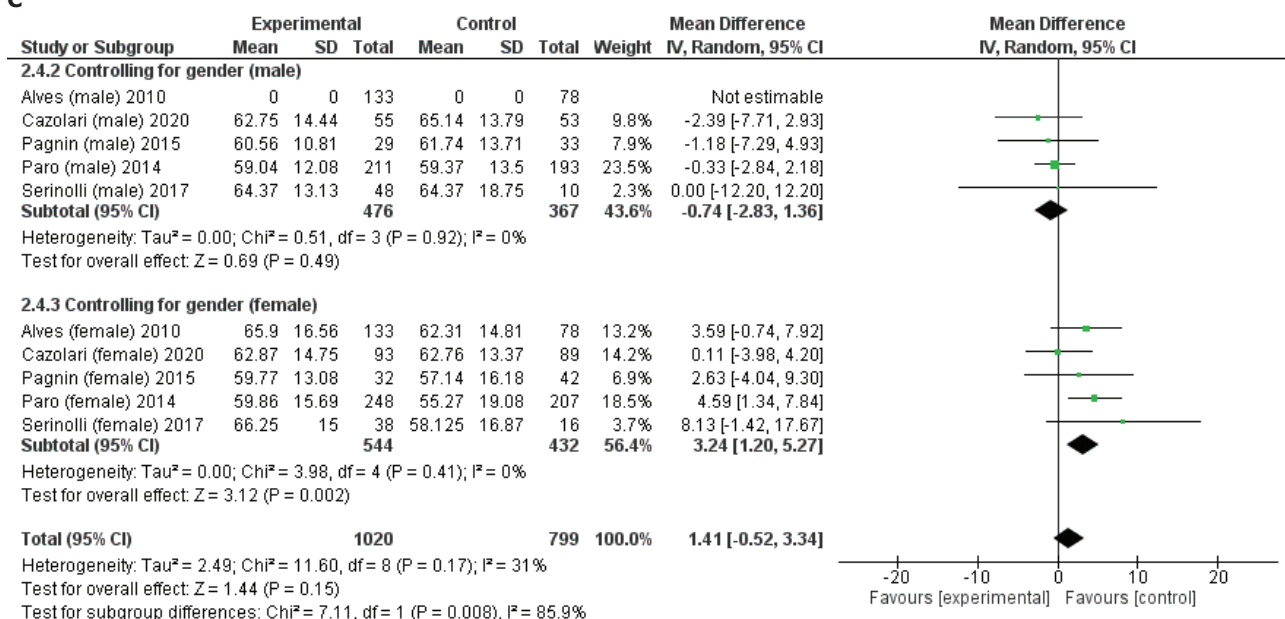 C
Experimental Control Mean Difference Mean Difference
Study or Subgroup Mean SD Total Mean SD Total Weight IV, Random, 95% CI IV, Random, 95% CI
2.4.2 Controlling for gender (male)
Alves (male) 2010 0 0 133 0 0 78 Not estimable
Cazolari (male) 2020 62.75 14.44 55 65.14 13.79 53 9.8% -2.39 [-7.71, 2.93]
Pagnin (male) 2015 60.56 10.81 29 61.74 13.71 33 7.9% -1.18 [-7.29, 4.93]
Paro (male) 2014 59.04 12.08 211 59.37 13.5 193 23.5% -0.33 [-2.84, 2.18]
Serinolli (male) 2017 64.37 13.13 48 64.37 18.75 10 2.3% 0.00 [-12.20, 12.20]
Subtotal (95% CI) 476 367 43.6% -0.74 [-2.83, 1.36]
Heterogeneity: Tau² = 0.00; Chi² = 0.51, df = 3 (P = 0.92); I² = 0%
Test for overall effect: Z = 0.69 (P = 0.49)
2.4.3 Controlling for gender (female)
Alves (female) 2010 65.9 16.56 133 62.31 14.81 78 13.2% 3.59 [-0.74, 7.92]
Cazolari (female) 2020 62.87 14.75 93 62.76 13.37 89 14.2% 0.11 [-3.98, 4.20]
Pagnin (female) 2015 59.77 13.08 32 57.14 16.18 42 6.9% 2.63 [-4.04, 9.30]
Paro (female) 2014 59.86 15.69 248 55.27 19.08 207 18.5% 4.59 [1.34, 7.84]
Serinolli (female) 2017 66.25 15 38 58.125 16.87 16 3.7% 8.13 [-1.42, 17.67]
Subtotal (95% CI) 544 432 56.4% 3.24 [1.20, 5.27]
Heterogeneity: Tau² = 0.00; Chi² = 3.98, df = 4 (P = 0.41); I² = 0%
Test for overall effect: Z = 3.12 (P = 0.002)
Total (95% CI) 1020 799 100.0% 1.41 [-0.52, 3.34]
Heterogeneity: Tau² = 2.49; Chi² = 11.60, df = 8 (P = 0.17); I² = 31%
Test for overall effect: Z = 1.44 (P = 0.15)
Test for subgroup differences: Chi² = 7.11, df = 1 (P = 0.008), I² = 85.9%
-20 -10 0 10 20
Favours [experimental] Favours [control]